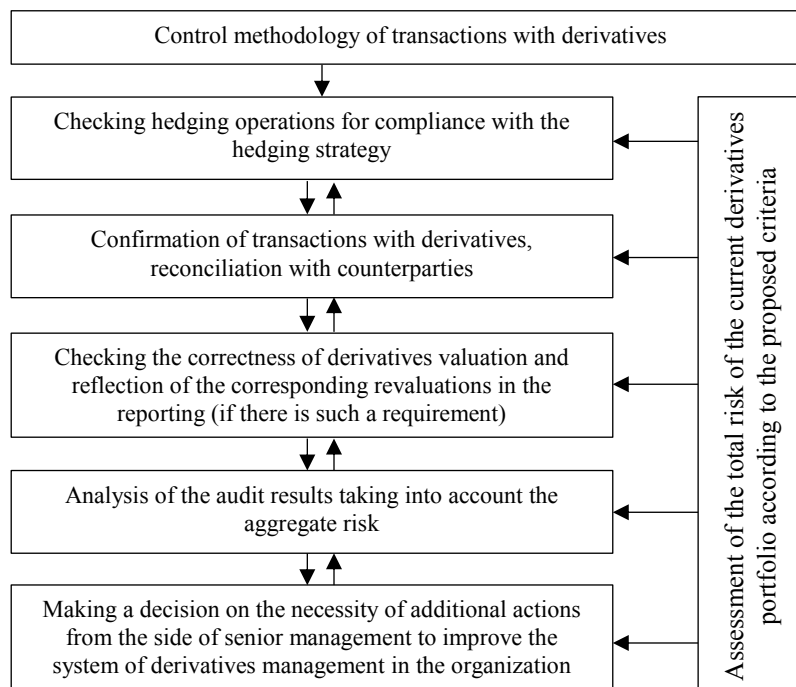 Control methodology of transactions with derivatives
Checking hedging operations for compliance with the
hedging strategy
Confirmation of transactions with derivatives,
reconciliation with counterparties
Checking the correctness of derivatives valuation and
reflection of the corresponding revaluations in the
reporting (if there is such a requirement)
Analysis of the audit results taking into account the
aggregate risk
Making a decision on the necessity of additional actions
from the side of senior management to improve the
system of derivatives management in the organization
Assessment of the total risk of the current derivatives
portfolio according to the proposed criteria